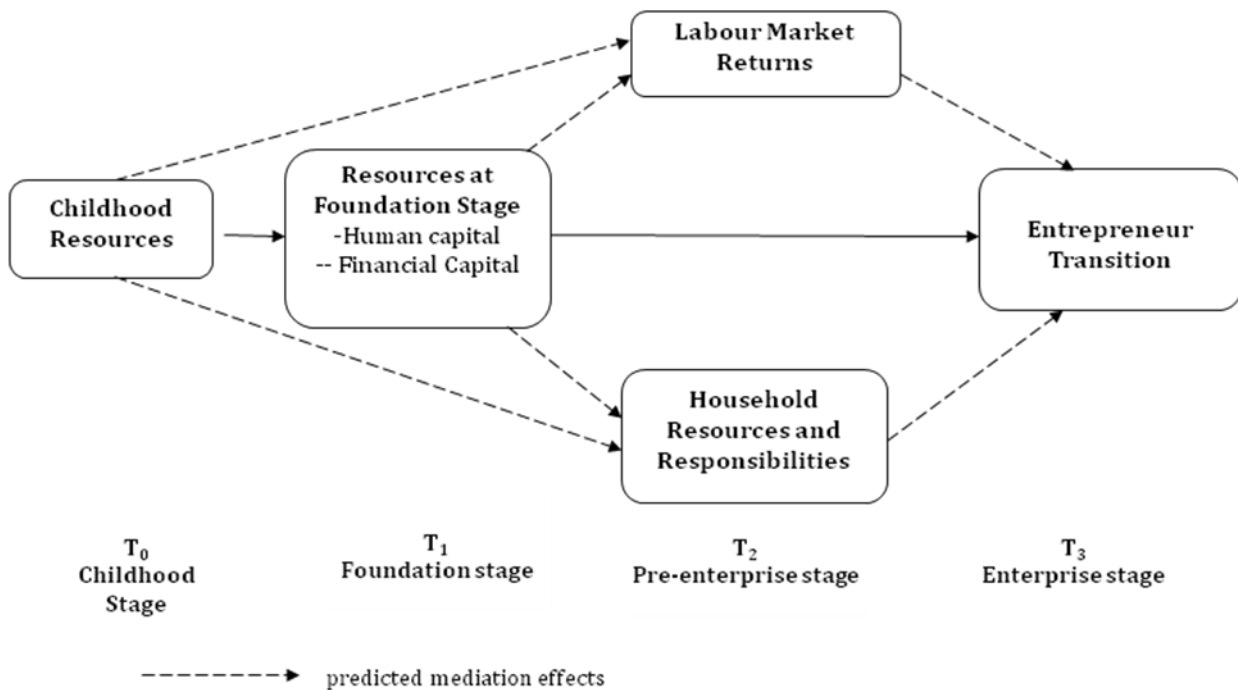 Labour Market
Returns
Childhood
Resources
Resources at
Foundation Stage
-Human capital
-- Financial Capital
Entrepreneur
Transition
Household
Resources and
Responsibilities
T₀
Childhood
Stage
T₁
Foundation stage
T₂
Pre-enterprise stage
T₃
Enterprise stage
predicted mediation effects